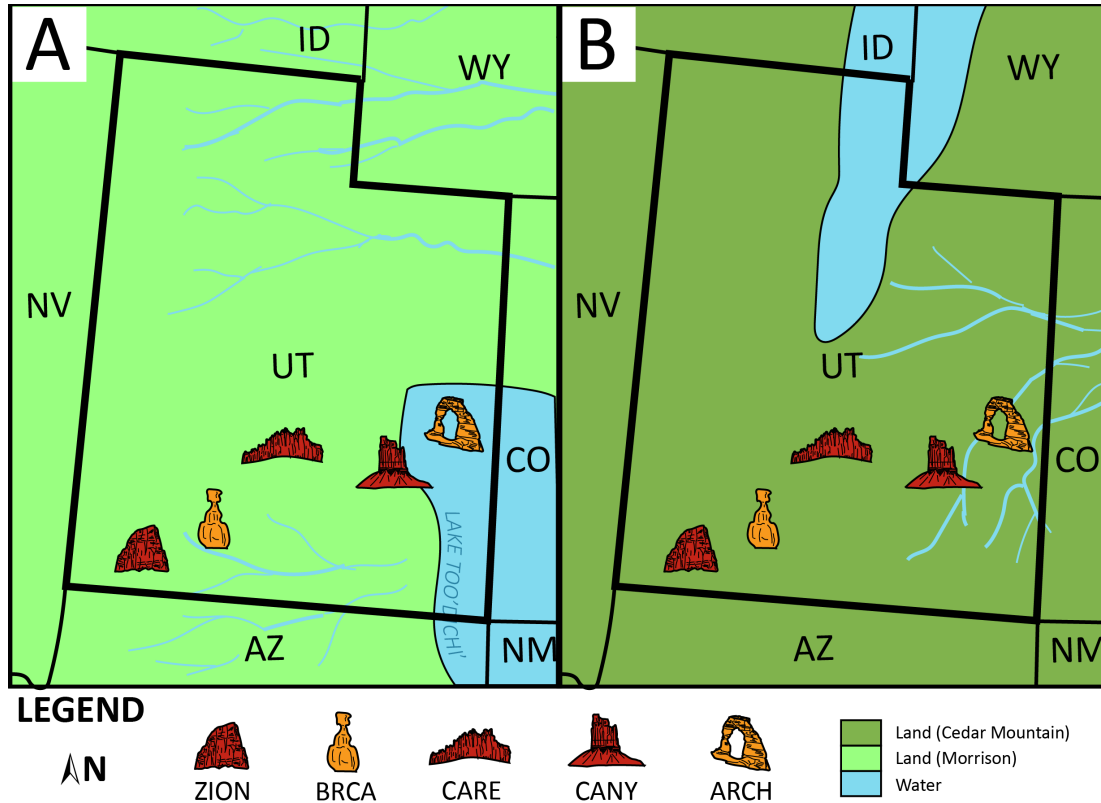 A
ID
WY
NV
UT
CO
LAKE TOO'DICHI'
AZ
NM
B
ID
WY
NV
UT
CO
AZ
NM
LEGEND
N
ZION
BRCA
CARE
CANY
ARCH
Land (Cedar Mountain)
Land (Morrison)
Water